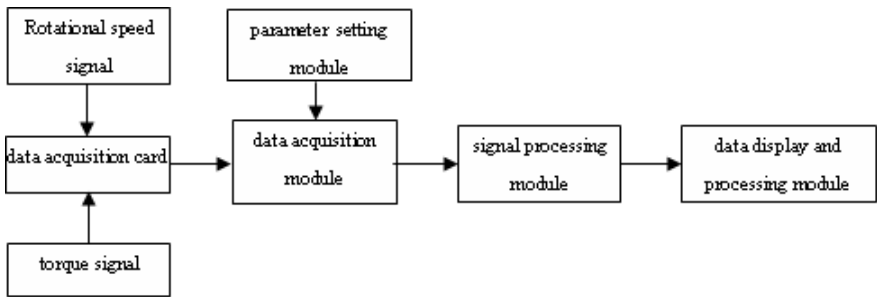 Rotational speed
signal
parameter setting
module
data acquisition card
data acquisition
module
signal processing
module
data display and
processing module
torque signal